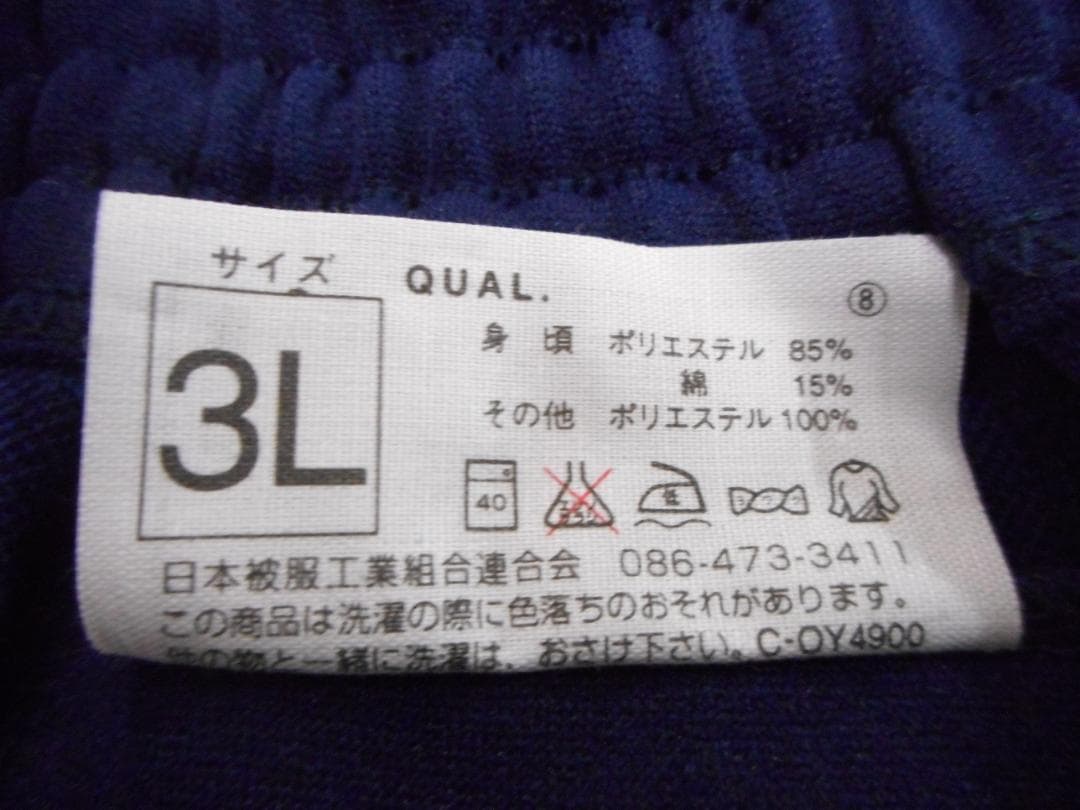 サイズ QUAL. ⑧
3L
身 頃 ポリエステル 85%
綿 15%
その他 ポリエステル 100%
40 低
日本被服工業組合連合会 086-473-3411
この商品は洗濯の際に色落ちのおそれがあります。
他の物と一緒に洗濯は、おさけ下さい。C-OY4900